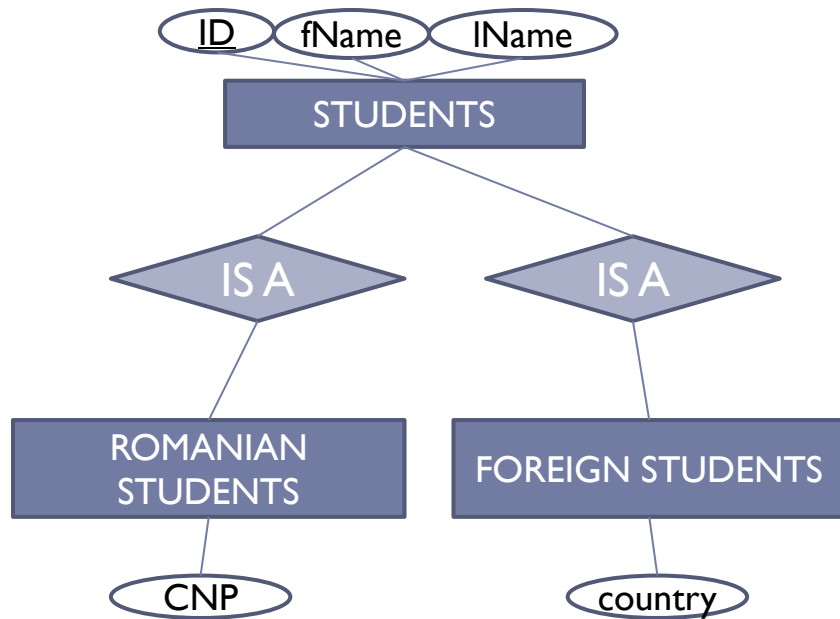 ID fName lName
STUDENTS
IS A IS A
ROMANIAN
STUDENTS
FOREIGN STUDENTS
CNP country